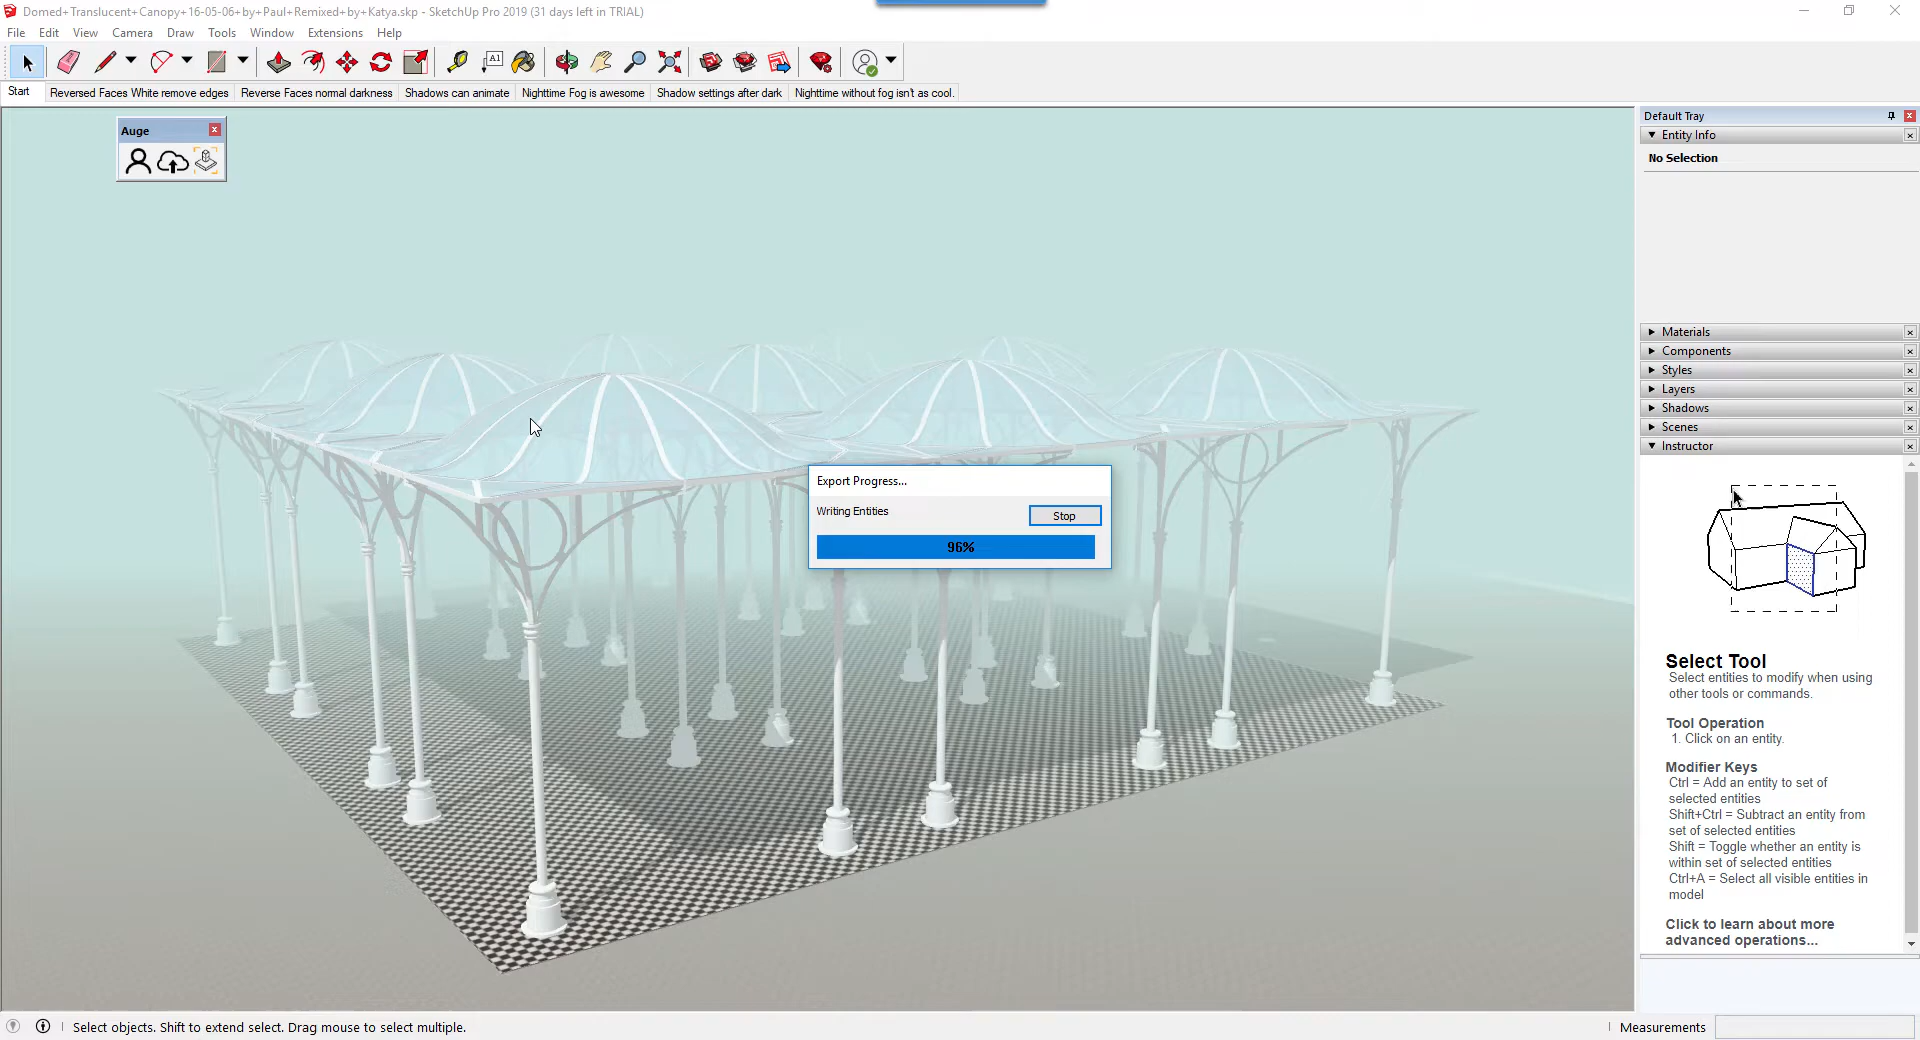 Domed+Translucent+Canopy+16-05-06+by+Paul+Remixed+by+Katya.skp - SketchUp Pro 2019 (31 days left in TRIAL)
File Edit View Camera Draw Tools Window Extensions Help
A1
Start Reversed Faces White remove edges Reverse Faces normal darkness Shadows can animate Nighttime Fog is awesome Shadow settings after dark Nighttime without fog isn't as cool.
Auge
Export Progress...
Writing Entities
Stop
96%
Default Tray
Entity Info
No Selection
Materials
Components
Styles
Layers
Shadows
Scenes
Instructor
Select Tool
Select entities to modify when using
other tools or commands.
Tool Operation
1. Click on an entity.
Modifier Keys
Ctrl = Add an entity to set of
selected entities
Shift+Ctrl = Subtract an entity from
set of selected entities
Shift = Toggle whether an entity is
within set of selected entities
Ctrl+A = Select all visible entities in
model
Click to learn about more
advanced operations...
Select objects. Shift to extend select. Drag mouse to select multiple.
Measurements